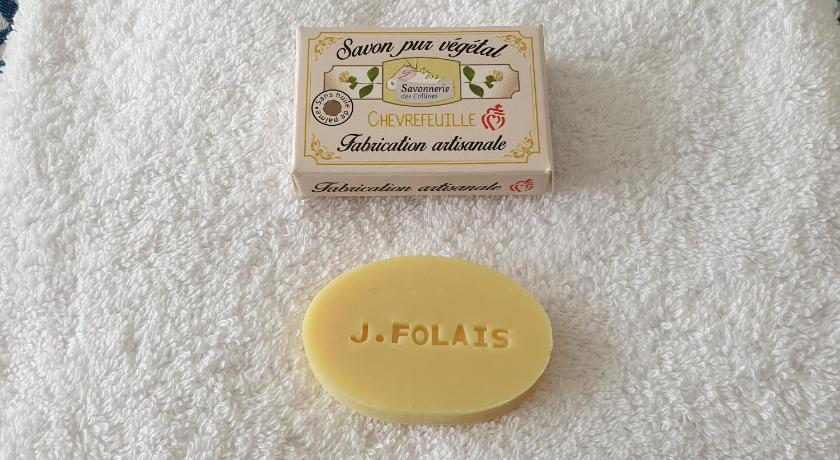 Savon pur végétal
Savonnerie
des Collines
Sans huile de palme
CHEVREFEUILLE
Fabrication artisanale
Fabrication artisanale
J.FOLAIS